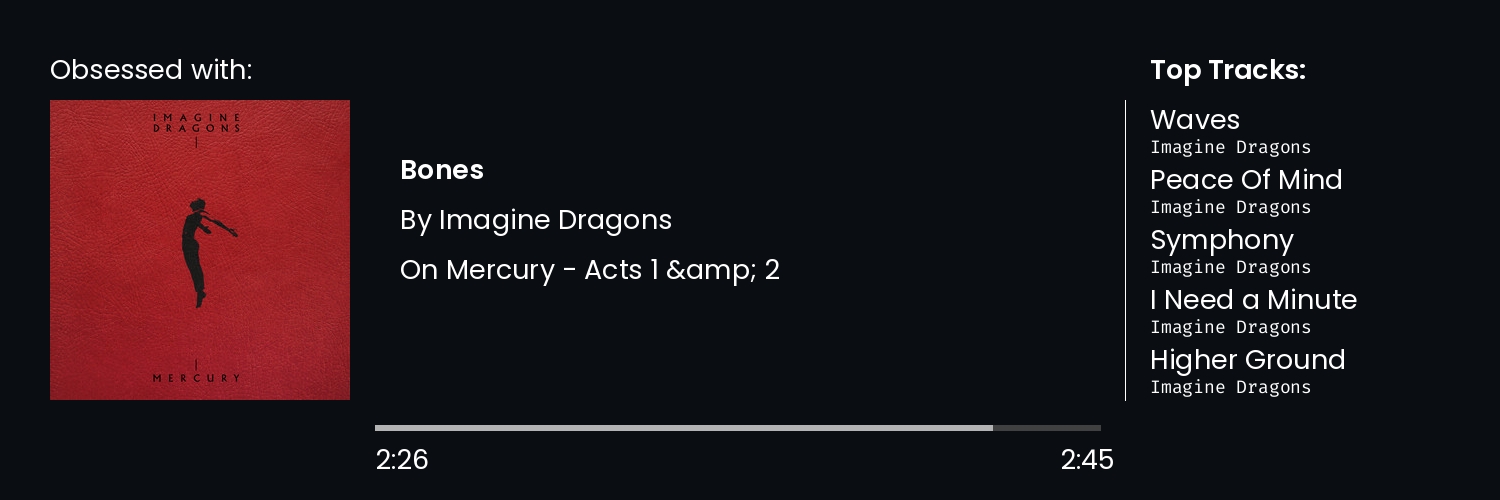 Obsessed with:
IMAGINE
DRAGONS
MERCURY
Bones
By Imagine Dragons
On Mercury - Acts 1 &amp; 2
2:26
2:45
Top Tracks:
Waves
Imagine Dragons
Peace Of Mind
Imagine Dragons
Symphony
Imagine Dragons
I Need a Minute
Imagine Dragons
Higher Ground
Imagine Dragons